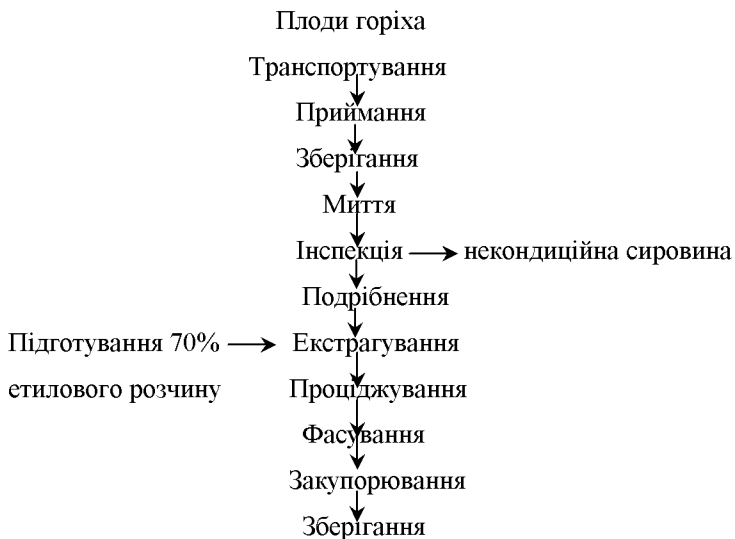 Плоди горіха
Транспортування
Приймання
Зберігання
Миття
Інспекція
некондиційна сировина
Подрібнення
Підготування 70%
Екстрагування
етилового розчину
Проціджування
Фасування
Закупорювання
Зберігання